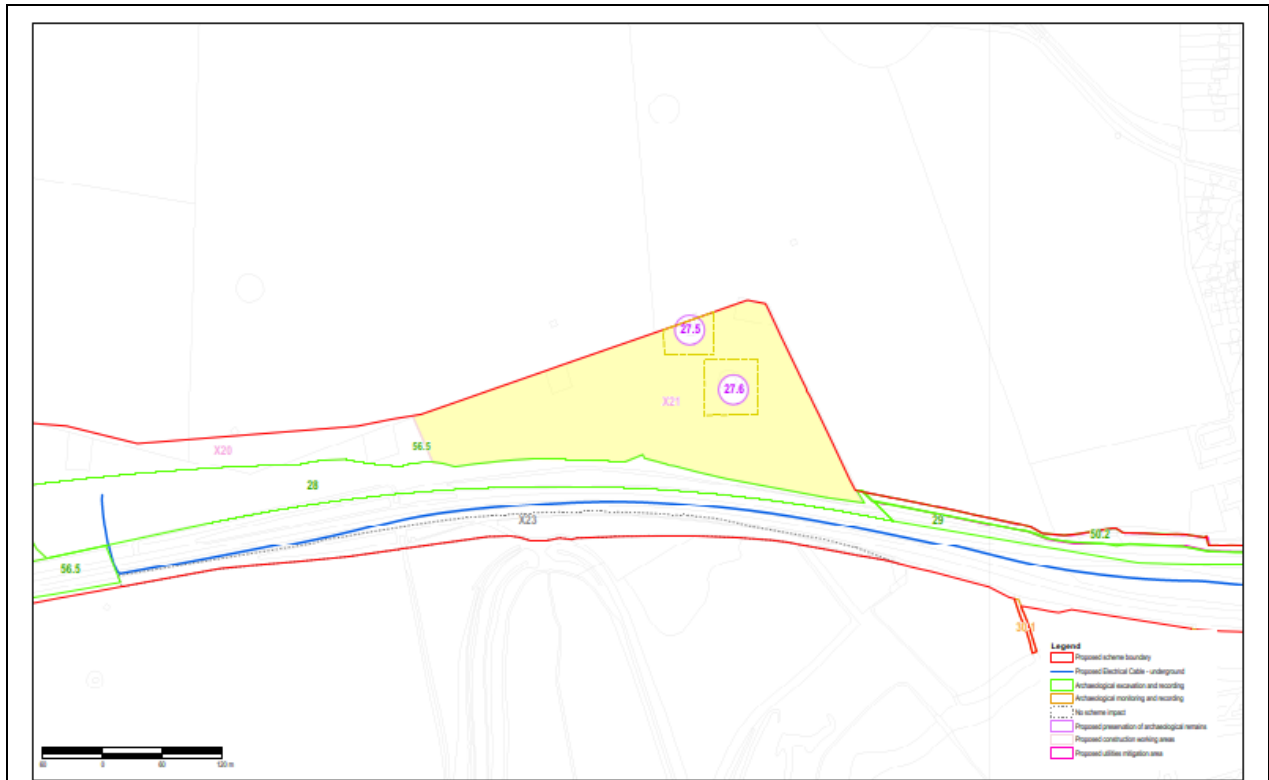 27.5
27.6
X21
56.5
X20
28
X23
29
50.2
56.5
Legend
Proposed scheme boundary
Proposed Electrical Cable - underground
Archaeological excavation and recording
Archaeological monitoring and recording
No scheme impact
Proposed preservation of archaeological remains
Proposed construction working areas
Proposed utilities mitigation area
60 0 60 120 m